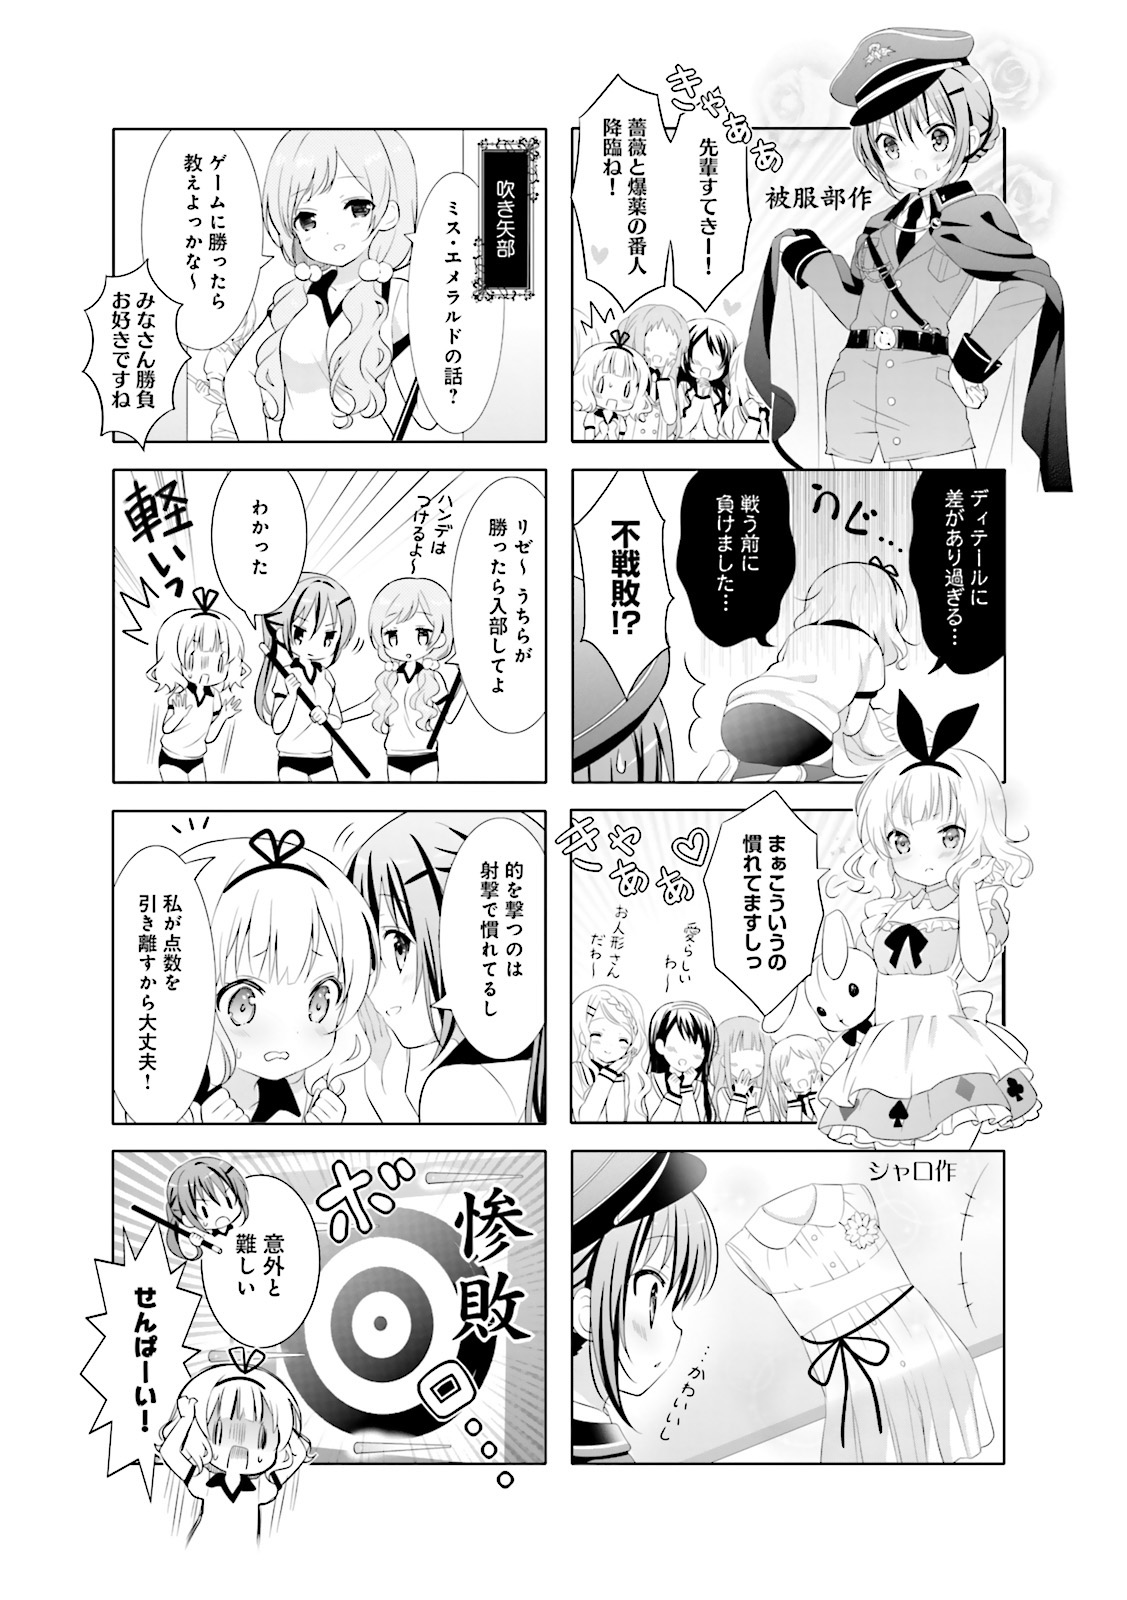 被服部作
きゃぁぁぁ
先輩すてきー!
薔薇と爆薬の番人
降臨ね!
ディテールに
差があり過ぎる…
んじ…
戦う前に
負けました…
不戦敗!?
まぁこういうの
慣れてますしっ
きゃぁぁぁ♡
愛らしい
わ〜
お人形さん
だわ〜
シャロ作
…かわいいし
吹き矢部
ミス・エメラルドの話?
ゲームに勝ったら
教えよっかな〜
みなさん勝負
お好きですね
リゼ〜うちらが
勝ったら入部してよ
ハンデは
つけるよ〜
わかった
軽いっ
的を撃つのは
射撃で慣れてるし
私が点数を
引き離すから大丈夫!
惨敗
ボロ…。
意外と
難しい
せんぱーい!